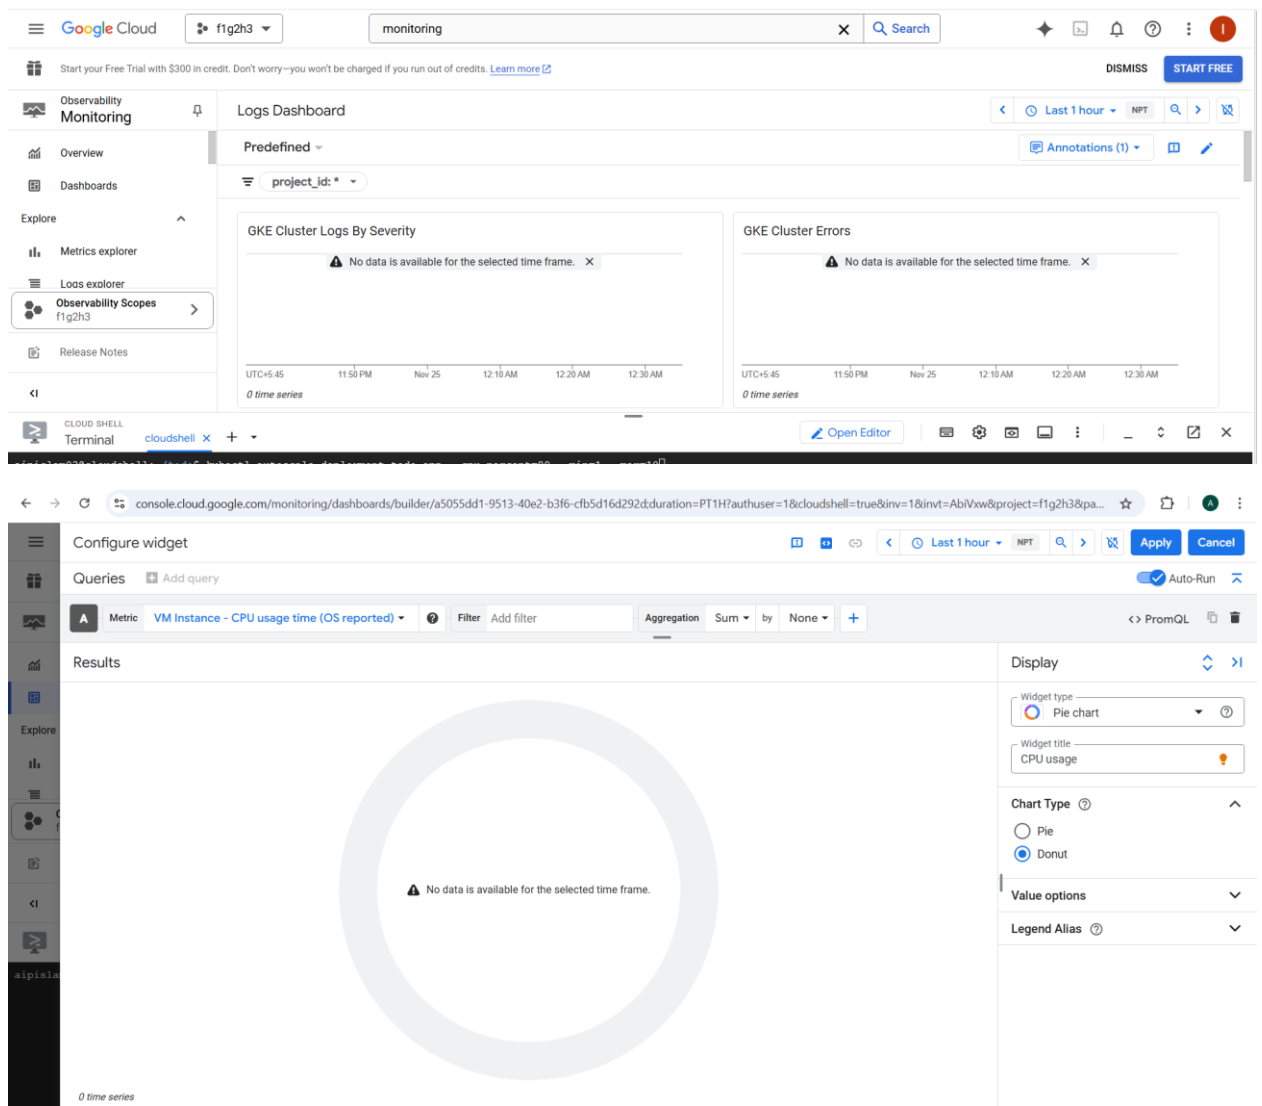 Google Cloud f1g2h3 monitoring Search I
Start your Free Trial with $300 in credit. Don't worry—you won't be charged if you run out of credits. Learn more DISMISS START FREE
Observability
Monitoring
Logs Dashboard
Last 1 hour NPT
Overview
Predefined
Annotations (1)
Dashboards
project_id: *
Explore
GKE Cluster Logs By Severity
GKE Cluster Errors
Metrics explorer
No data is available for the selected time frame.
No data is available for the selected time frame.
Logs explorer
Observability Scopes
f1g2h3
Release Notes
UTC+5:45 11:50 PM Nov 25 12:10 AM 12:20 AM 12:30 AM
0 time series
UTC+5:45 11:50 PM Nov 25 12:10 AM 12:20 AM 12:30 AM
0 time series
CLOUD SHELL
Terminal
cloudshell
Open Editor
console.cloud.google.com/monitoring/dashboards/builder/a5055dd1-9513-40e2-b3f6-cfb5d16d292d;duration=PT1H?authuser=1&cloudshell=true&inv=1&invt=AbiVxw&project=f1g2h3&pa... A
Configure widget
Last 1 hour NPT Apply Cancel
Queries Add query Auto-Run
A Metric VM Instance - CPU usage time (OS reported) Filter Add filter Aggregation Sum by None <> PromQL
Results
Display
Widget type
Pie chart
Explore
Widget title
CPU usage
Chart Type
Pie
Donut
No data is available for the selected time frame.
Value options
Legend Alias
aipisla
0 time series